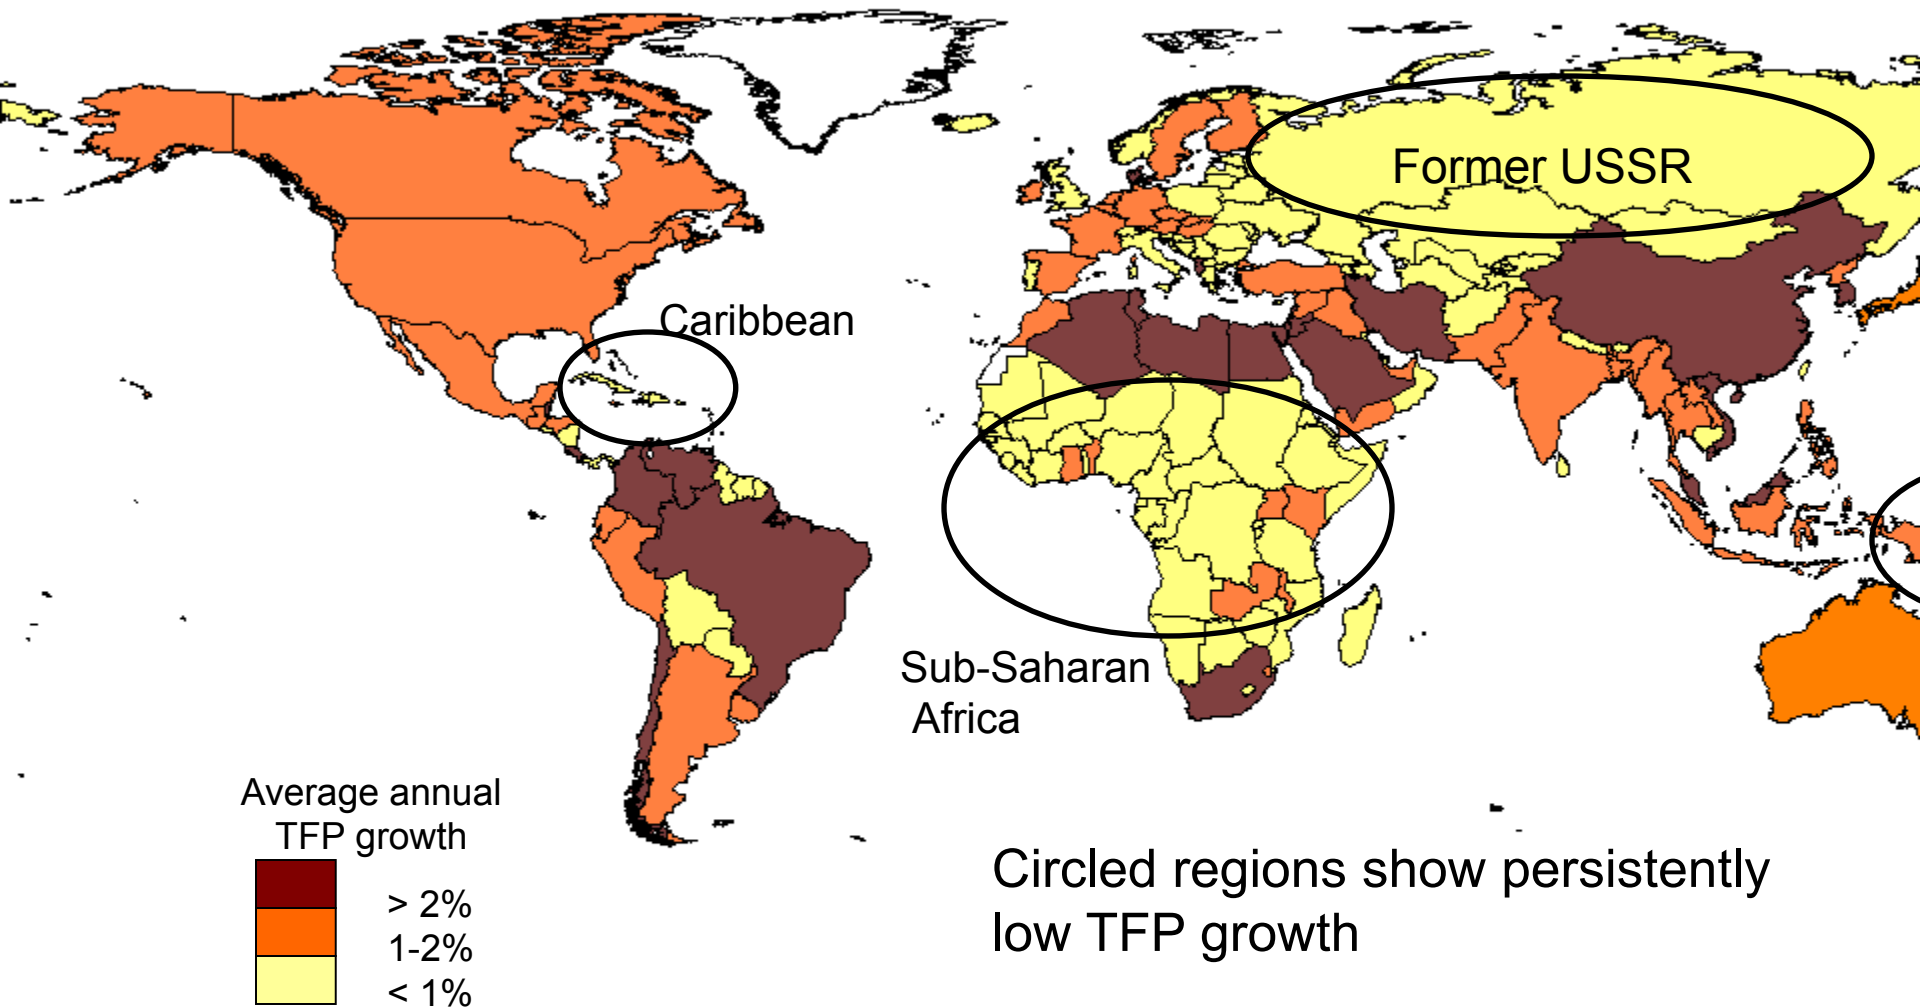 Former USSR
Caribbean
Sub-Saharan
Africa
Average annual
TFP growth
> 2%
1-2%
< 1%
Circled regions show persistently
low TFP growth